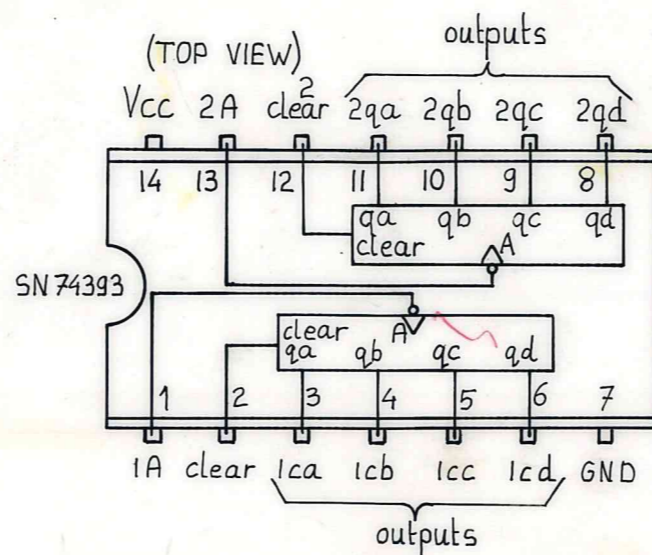 outputs
(TOP VIEW)
2
Vcc 2A clear 2qa 2qb 2qc 2qd
14 13 12 11 10 9 8
qa qb qc qd
clear A
SN74393
clear A
qa qb qc qd
1 2 3 4 5 6 7
1A clear 1ca 1cb 1cc 1cd GND
outputs